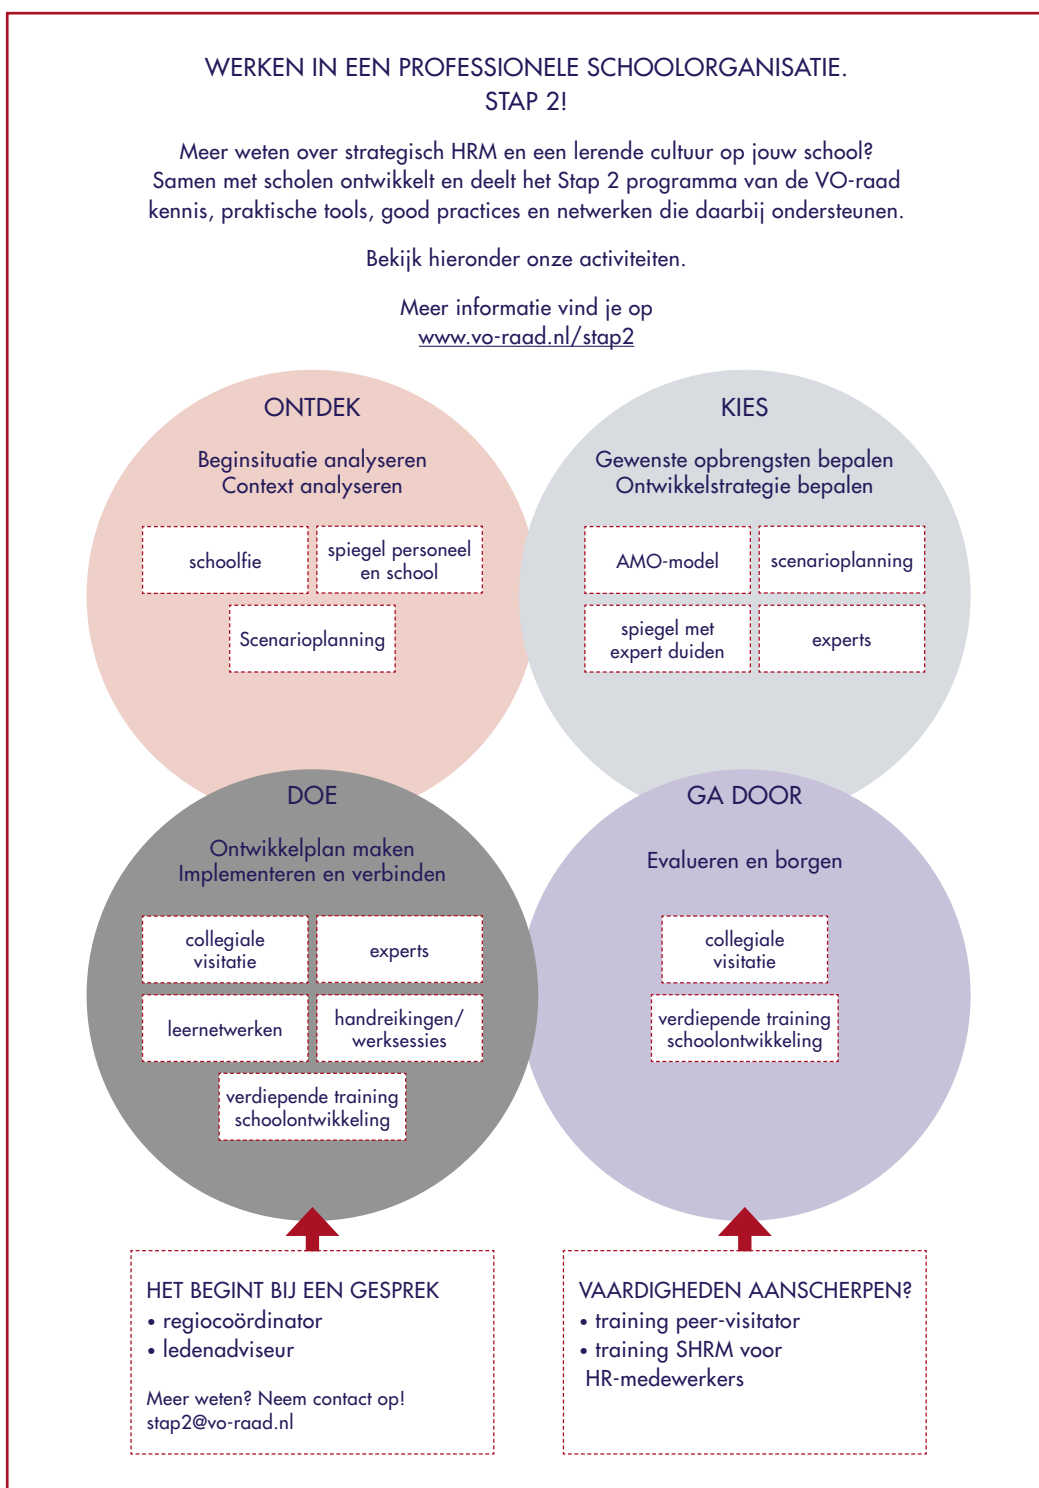 WERKEN IN EEN PROFESSIONELE SCHOOLORGANISATIE.
STAP 2!
Meer weten over strategisch HRM en een lerende cultuur op jouw school?
Samen met scholen ontwikkelt en deelt het Stap 2 programma van de VO-raad
kennis, praktische tools, good practices en netwerken die daarbij ondersteunen.
Bekijk hieronder onze activiteiten.
Meer informatie vind je op
www.vo-raad.nl/stap2
ONTDEK
Beginsituatie analyseren
Context analyseren
schoolfie
spiegel personeel
en school
Scenarioplanning
KIES
Gewenste opbrengsten bepalen
Ontwikkelstrategie bepalen
AMO-model
scenarioplanning
spiegel met
expert duiden
experts
DOE
Ontwikkelplan maken
Implementeren en verbinden
collegiale
visitatie
experts
leernetwerken
handreikingen/
werksessies
verdiepende training
schoolontwikkeling
GA DOOR
Evalueren en borgen
collegiale
visitatie
verdiepende training
schoolontwikkeling
HET BEGINT BIJ EEN GESPREK
• regiocoördinator
• ledenadviseur
Meer weten? Neem contact op!
stap2@vo-raad.nl
VAARDIGHEDEN AANSCHERPEN?
• training peer-visitator
• training SHRM voor
HR-medewerkers